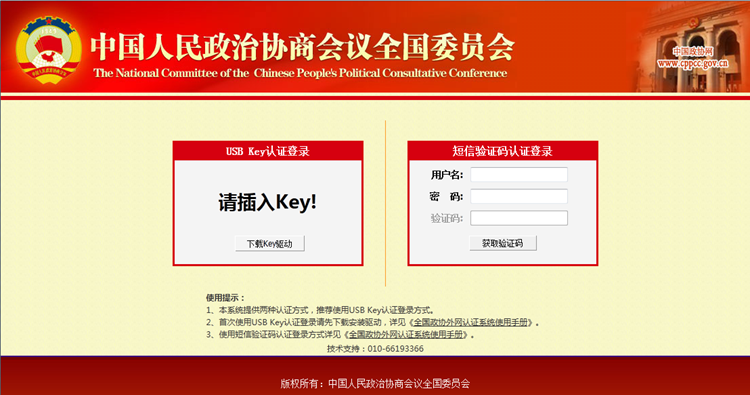 中国人民政治协商会议全国委员会
The National Committee of the Chinese People's Political Consultative Conference
中国政协网
www.cppcc.gov.cn
USB Key认证登录
请插入Key!
下载Key驱动
短信验证码认证登录
用户名:
密 码:
验证码:
获取验证码
使用提示：
1、本系统提供两种认证方式，推荐使用USB Key认证登录方式。
2、首次使用USB Key认证登录请先下载安装驱动，详见《全国政协外网认证系统使用手册》。
3、使用短信验证码认证登录方式详见《全国政协外网认证系统使用手册》。
技术支持：010-66193366
版权所有：中国人民政治协商会议全国委员会